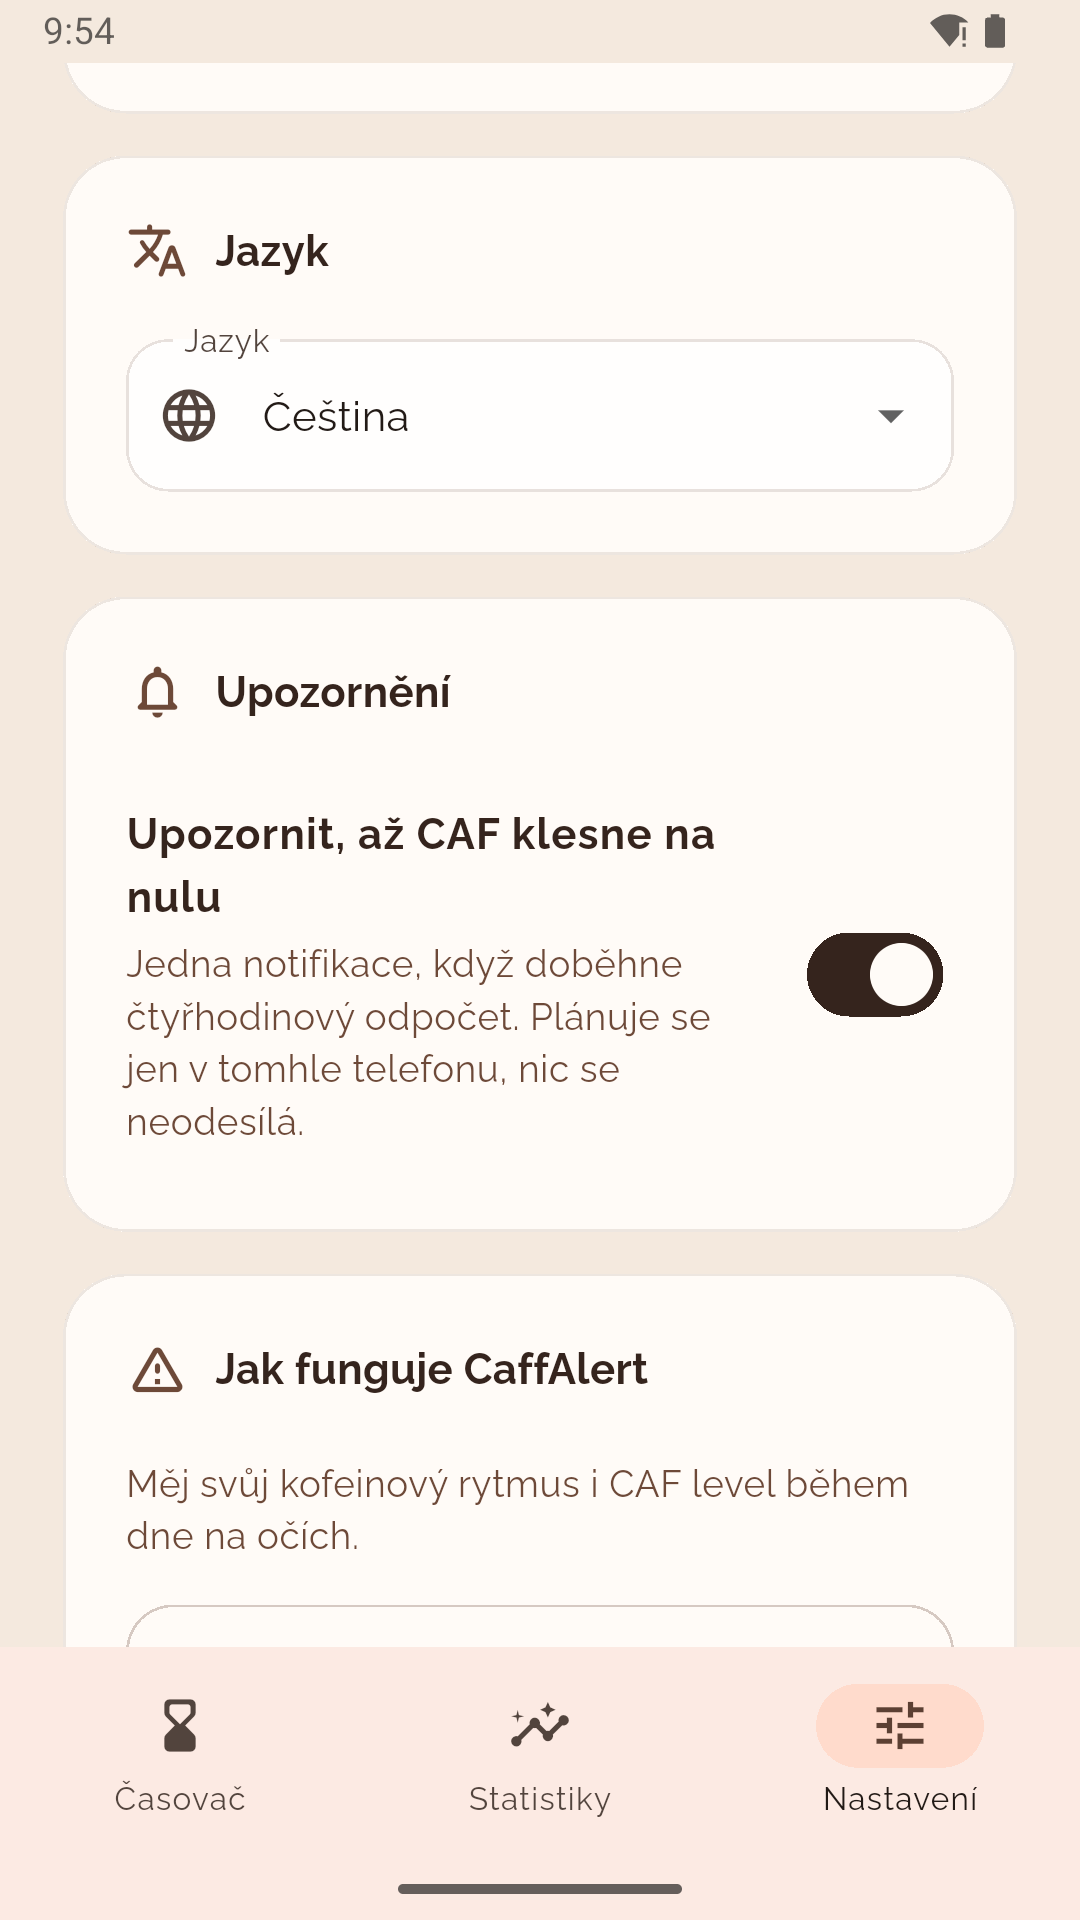 9:54
Jazyk
Jazyk
Čeština
Upozornění
Upozornit, až CAF klesne na
nulu
Jedna notifikace, když doběhne
čtyřhodinový odpočet. Plánuje se
jen v tomhle telefonu, nic se
neodesílá.
Jak funguje CaffAlert
Měj svůj kofeinový rytmus i CAF level během
dne na očích.
Časovač
Statistiky
Nastavení